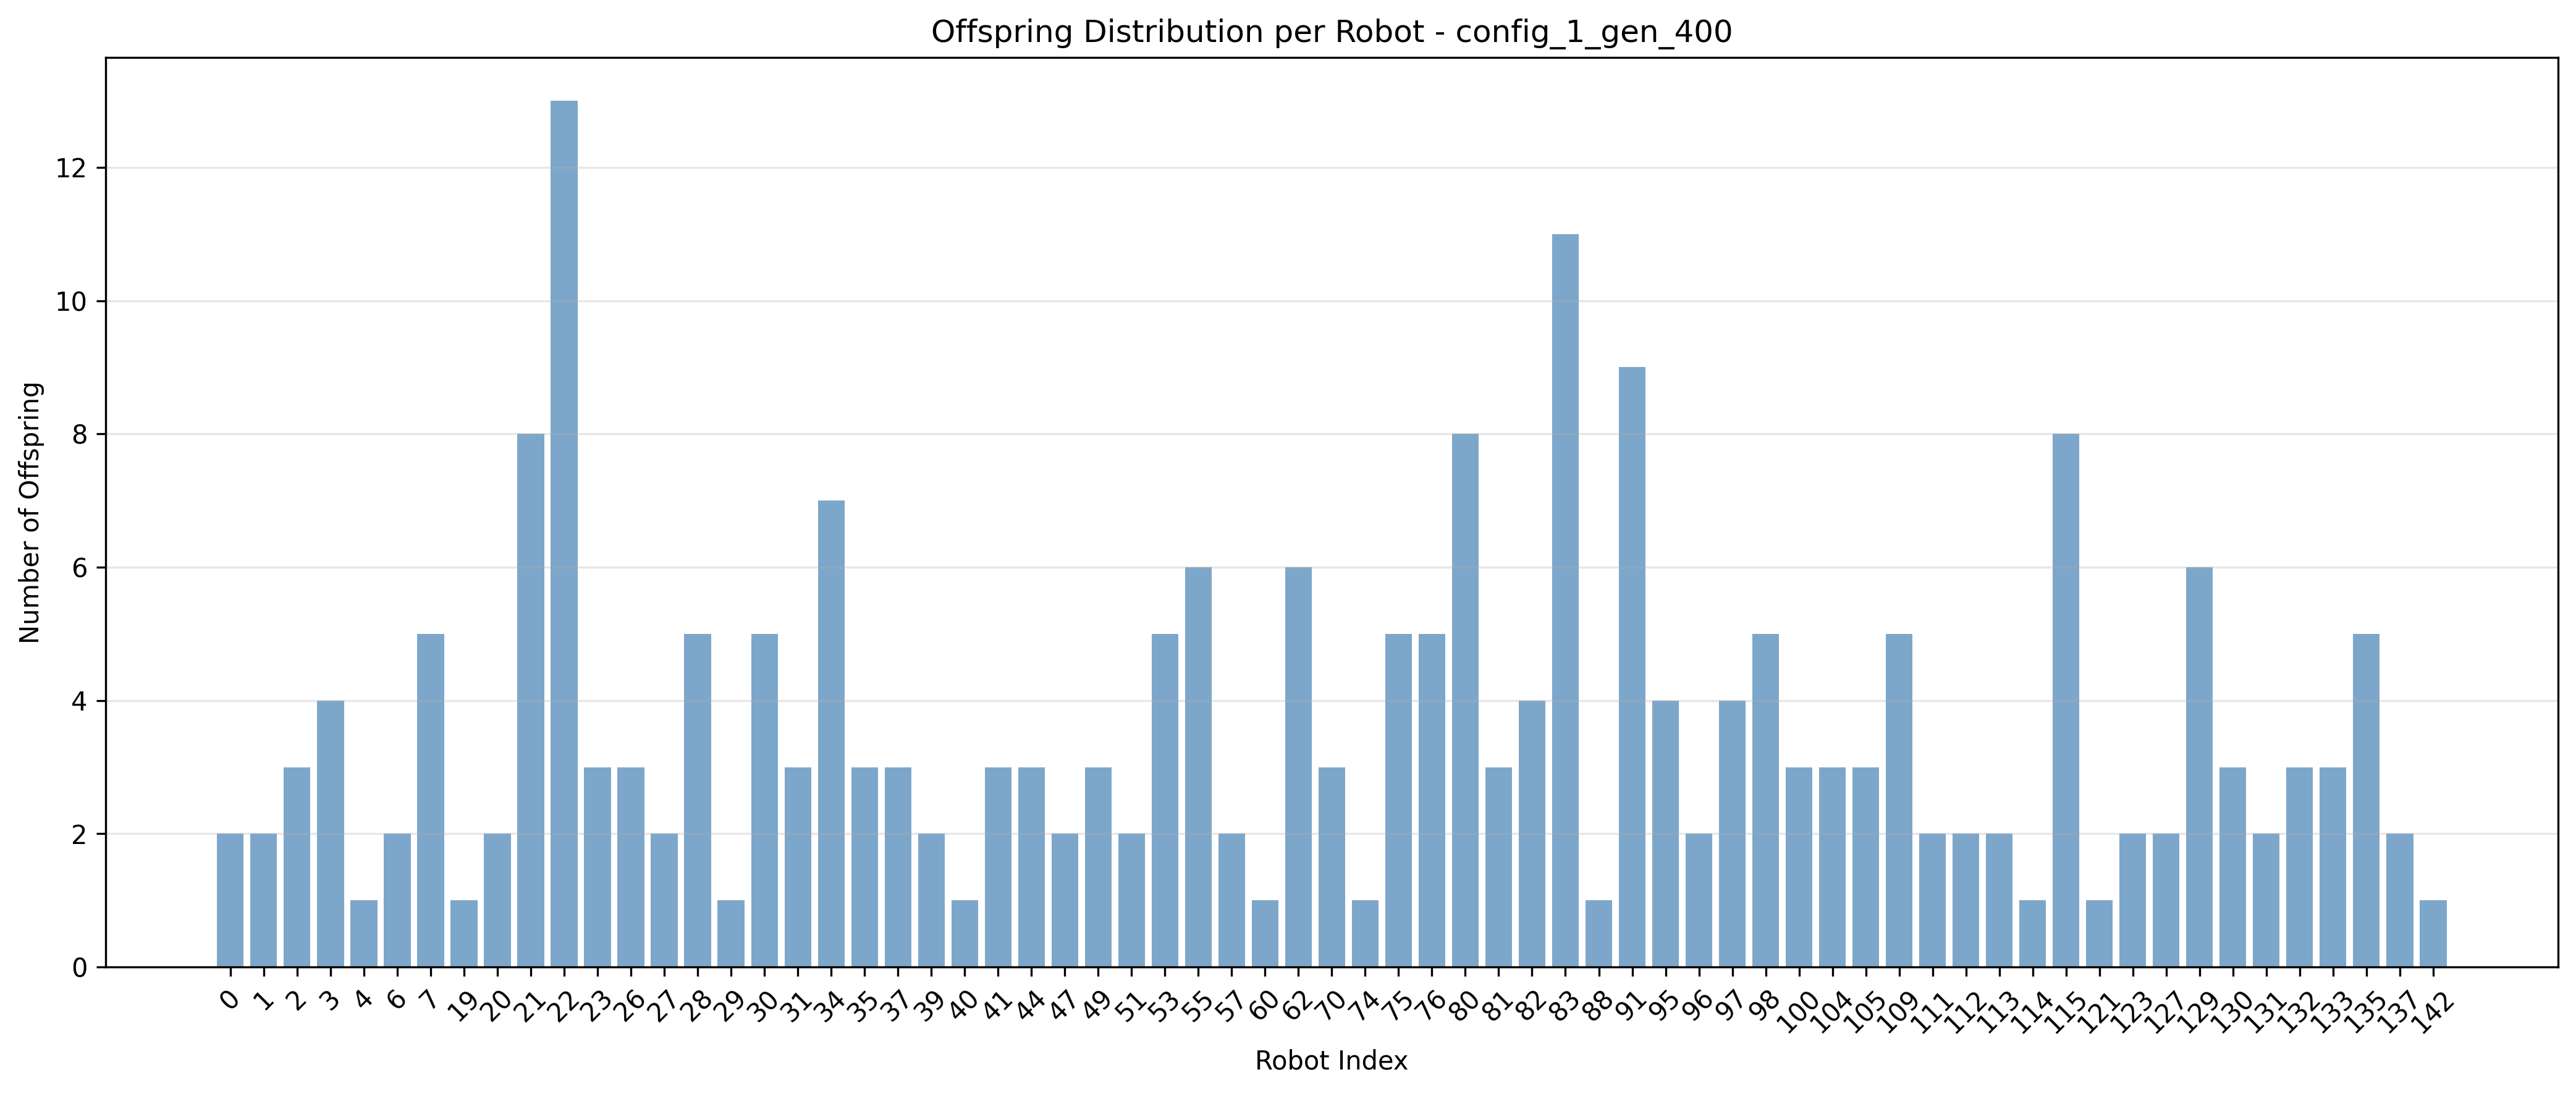 Offspring Distribution per Robot - config_1_gen_400
Number of Offspring
12
10
8
6
4
2
0
0 1 2 3 4 6 7 19 20 21 22 23 26 27 28 29 30 31 34 35 37 39 40 41 44 47 49 51 53 55 57 60 62 70 74 75 76 80 81 82 83 88 91 95 96 97 98 100 104 105 109 111 112 113 114 115 121 123 127 129 130 131 132 133 135 137 142
Robot Index